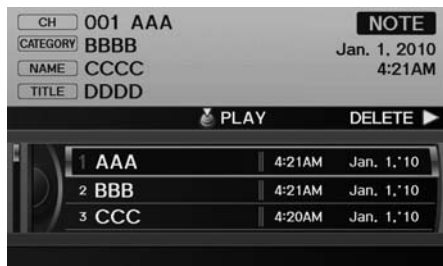 CH 001 AAA NOTE
CATEGORY BBBB Jan. 1, 2010
NAME CCCC 4:21AM
TITLE DDDD
PLAY DELETE
1 AAA 4:21AM Jan. 1,'10
2 BBB 4:21AM Jan. 1,'10
3 CCC 4:20AM Jan. 1,'10